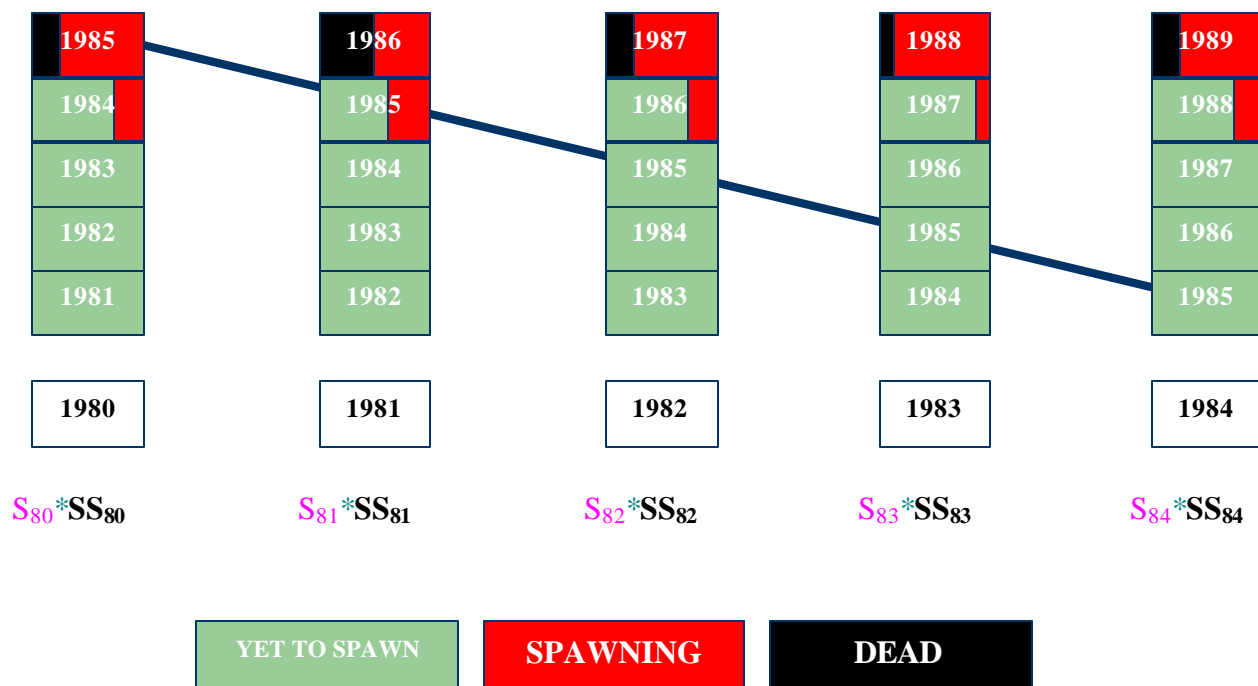 1985 1986 1987 1988 1989
1984 1985 1986 1987 1988
1983 1984 1985 1986 1987
1982 1983 1984 1985 1986
1981 1982 1983 1984 1985
1980 1981 1982 1983 1984
S80*SS80 S81*SS81 S82*SS82 S83*SS83 S84*SS84
YET TO SPAWN SPAWNING DEAD